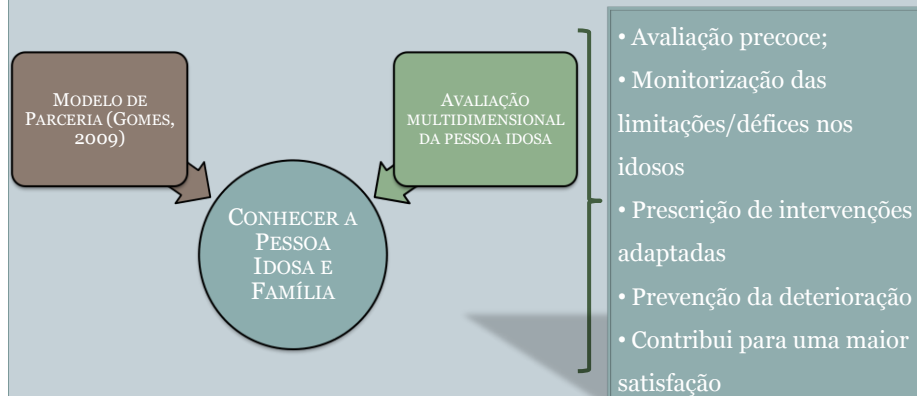 MODELO DE
PARCERIA (GOMES,
2009)
AVALIAÇÃO
MULTIDIMENSIONAL
DA PESSOA IDOSA
CONHECER A
PESSOA
IDOSA E
FAMÍLIA
• Avaliação precoce;
• Monitorização das
limitações/défices nos
idosos
• Prescrição de intervenções
adaptadas
• Prevenção da deterioração
• Contribui para uma maior
satisfação